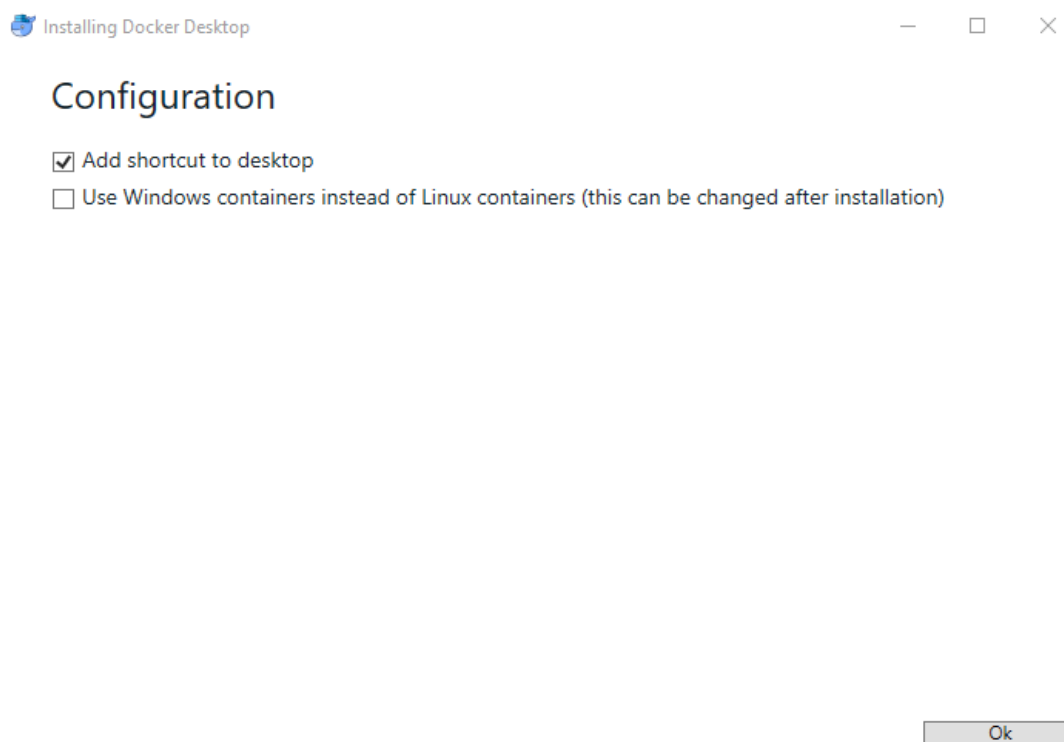 Installing Docker Desktop
Configuration
Add shortcut to desktop
Use Windows containers instead of Linux containers (this can be changed after installation)
Ok